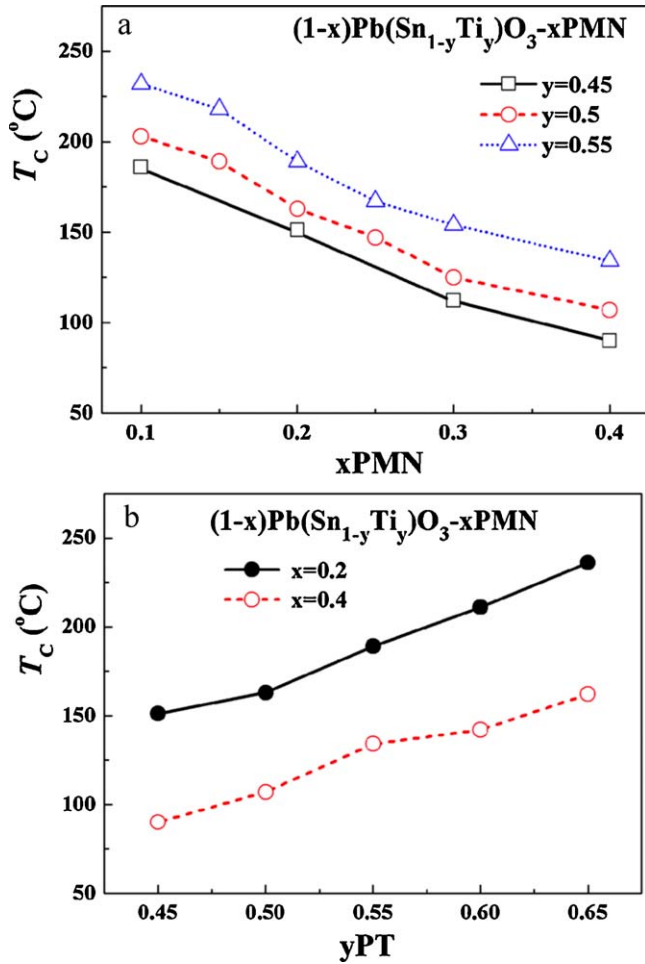 a
(1-x)Pb(Sn1-yTiy)O3-xPMN
250
200
150
100
50
TC (oC)
y=0.45
y=0.5
y=0.55
0.1 0.2 0.3 0.4
xPMN
b
(1-x)Pb(Sn1-yTiy)O3-xPMN
250
200
150
100
50
TC (oC)
x=0.2
x=0.4
0.45 0.50 0.55 0.60 0.65
yPT